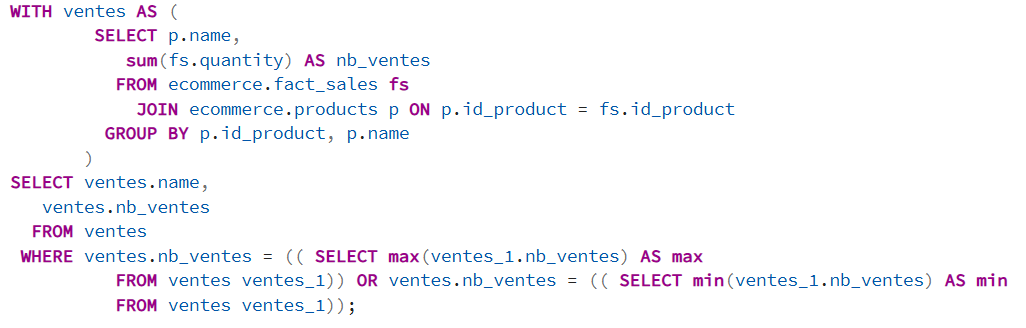 WITH ventes AS (
SELECT p.name,
sum(fs.quantity) AS nb_ventes
FROM ecommerce.fact_sales fs
JOIN ecommerce.products p ON p.id_product = fs.id_product
GROUP BY p.id_product, p.name
)
SELECT ventes.name,
ventes.nb_ventes
FROM ventes
WHERE ventes.nb_ventes = (( SELECT max(ventes_1.nb_ventes) AS max
FROM ventes ventes_1)) OR ventes.nb_ventes = (( SELECT min(ventes_1.nb_ventes) AS min
FROM ventes ventes_1));